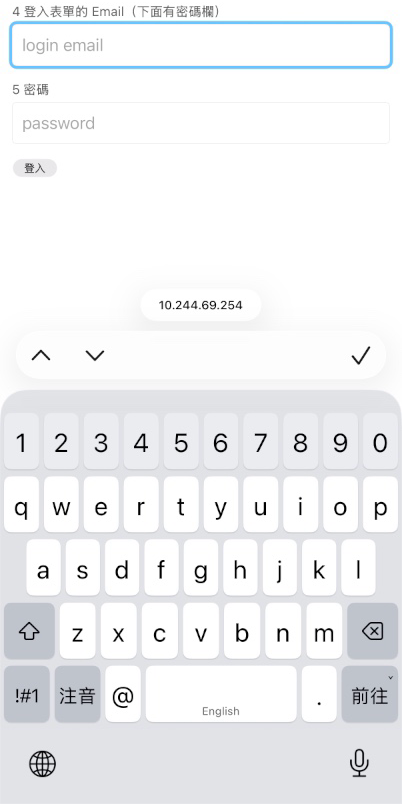 4 登入表單的 Email（下面有密碼欄）
login email
5 密碼
password
登入
10.244.69.254
1 2 3 4 5 6 7 8 9 0
q w e r t y u i o p
a s d f g h j k l
z x c v b n m
!#1 注音 @ English . 前往